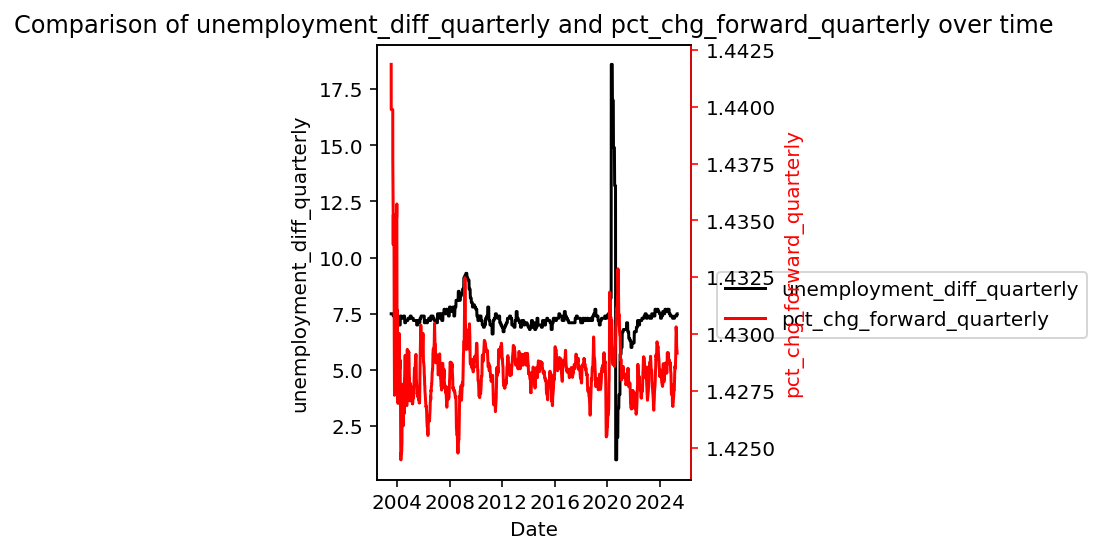 Comparison of unemployment_diff_quarterly and pct_chg_forward_quarterly over time
unemployment_diff_quarterly
17.5
15.0
12.5
10.0
7.5
5.0
2.5
1.4425
1.4400
1.4375
1.4350
1.4325
1.4300
1.4275
1.4250
pct_chg_forward_quarterly
unemployment_diff_quarterly
pct_chg_forward_quarterly
2004 2008 2012 2016 2020 2024
Date